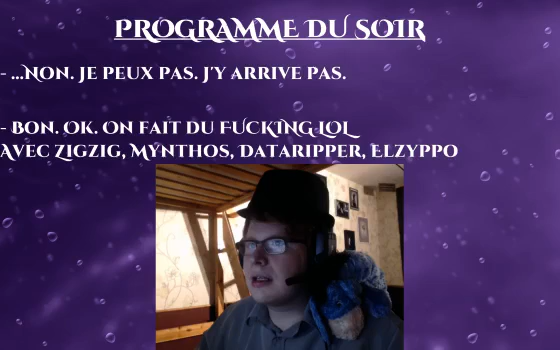 PROGRAMME DU SOIR
- ...NON. JE PEUX PAS. J'Y ARRIVE PAS.
- BON. OK. ON FAIT DU FUCKING LOL
AVEC ZIGZIG, MYNTHOS, DATARIPPER, ELZYPPO